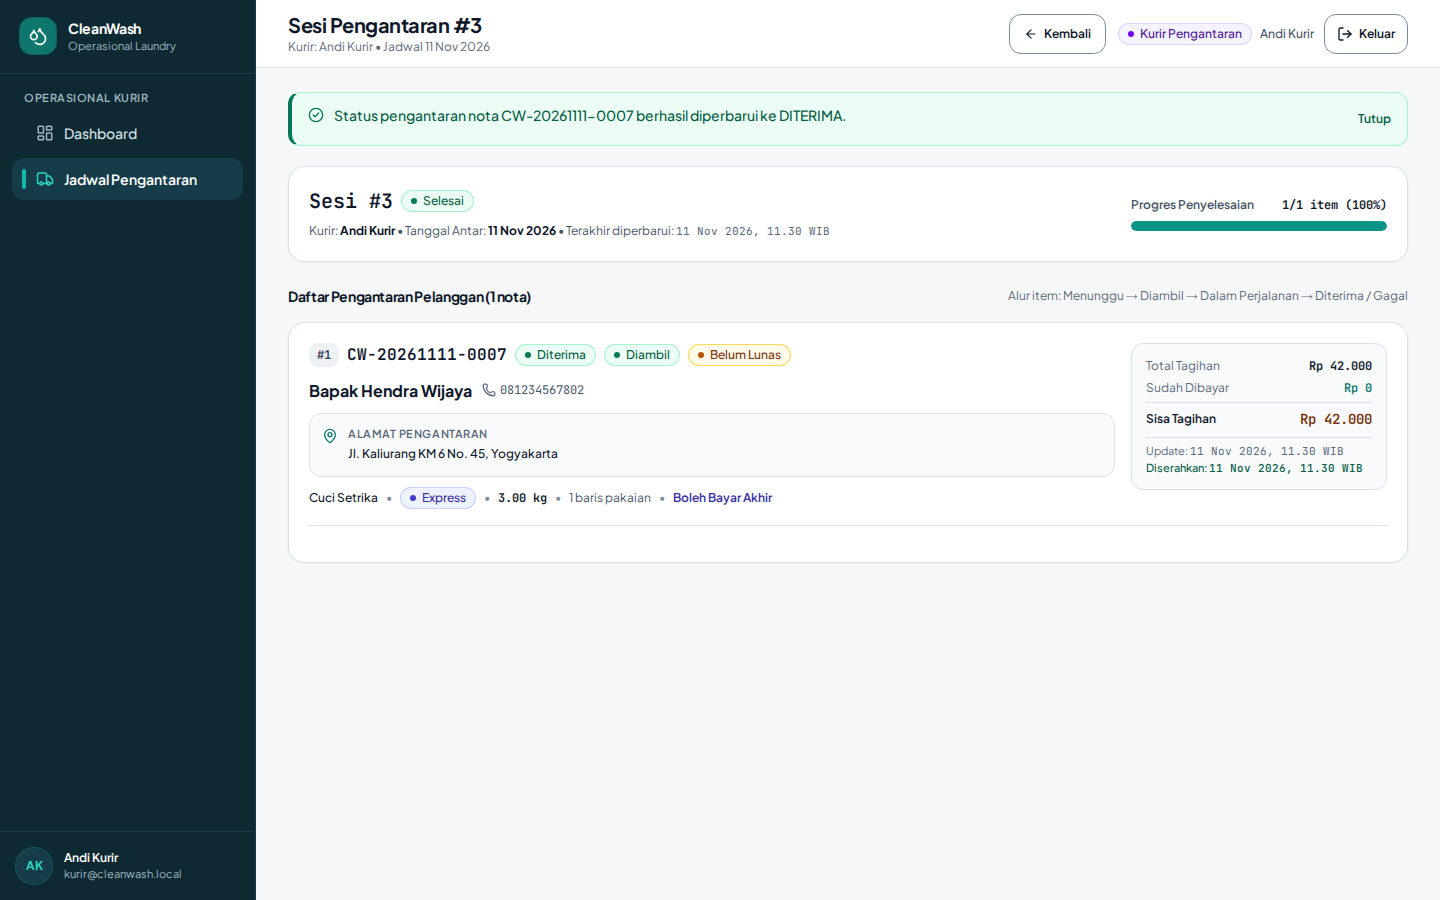 CleanWash
Operasional Laundry
OPERASIONAL KURIR
Dashboard
Jadwal Pengantaran
AK
Andi Kurir
kurir@cleanwash.local
Sesi Pengantaran #3
Kurir: Andi Kurir • Jadwal 11 Nov 2026
Kembali
Kurir Pengantaran
Andi Kurir
Keluar
Status pengantaran nota CW-20261111-0007 berhasil diperbarui ke DITERIMA.
Tutup
Sesi #3
Selesai
Kurir: Andi Kurir • Tanggal Antar: 11 Nov 2026 • Terakhir diperbarui: 11 Nov 2026, 11.30 WIB
Progres Penyelesaian 1/1 item (100%)
Daftar Pengantaran Pelanggan (1 nota)
Alur item: Menunggu → Diambil → Dalam Perjalanan → Diterima / Gagal
#1 CW-20261111-0007 Diterima Diambil Belum Lunas
Bapak Hendra Wijaya 081234567802
ALAMAT PENGANTARAN
Jl. Kaliurang KM 6 No. 45, Yogyakarta
Cuci Setrika • Express • 3.00 kg • 1 baris pakaian • Boleh Bayar Akhir
Total Tagihan Rp 42.000
Sudah Dibayar Rp 0
Sisa Tagihan Rp 42.000
Update: 11 Nov 2026, 11.30 WIB
Diserahkan: 11 Nov 2026, 11.30 WIB